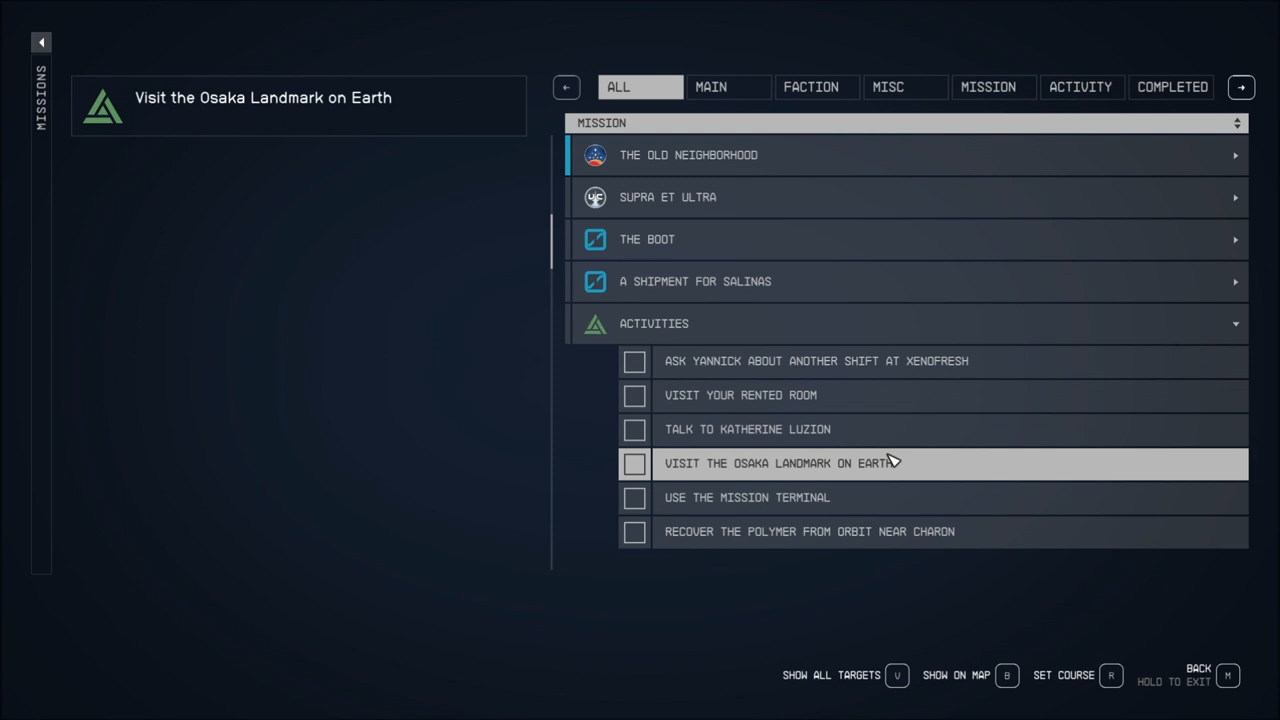 MISSIONS
Visit the Osaka Landmark on Earth
ALL MAIN FACTION MISC MISSION ACTIVITY COMPLETED
MISSION
THE OLD NEIGHBORHOOD
UC
SUPRA ET ULTRA
THE BOOT
A SHIPMENT FOR SALINAS
ACTIVITIES
ASK YANNICK ABOUT ANOTHER SHIFT AT XENOFRESH
VISIT YOUR RENTED ROOM
TALK TO KATHERINE LUZION
VISIT THE OSAKA LANDMARK ON EARTH
USE THE MISSION TERMINAL
RECOVER THE POLYMER FROM ORBIT NEAR CHARON
SHOW ALL TARGETS V SHOW ON MAP B SET COURSE R BACK M
HOLD TO EXIT